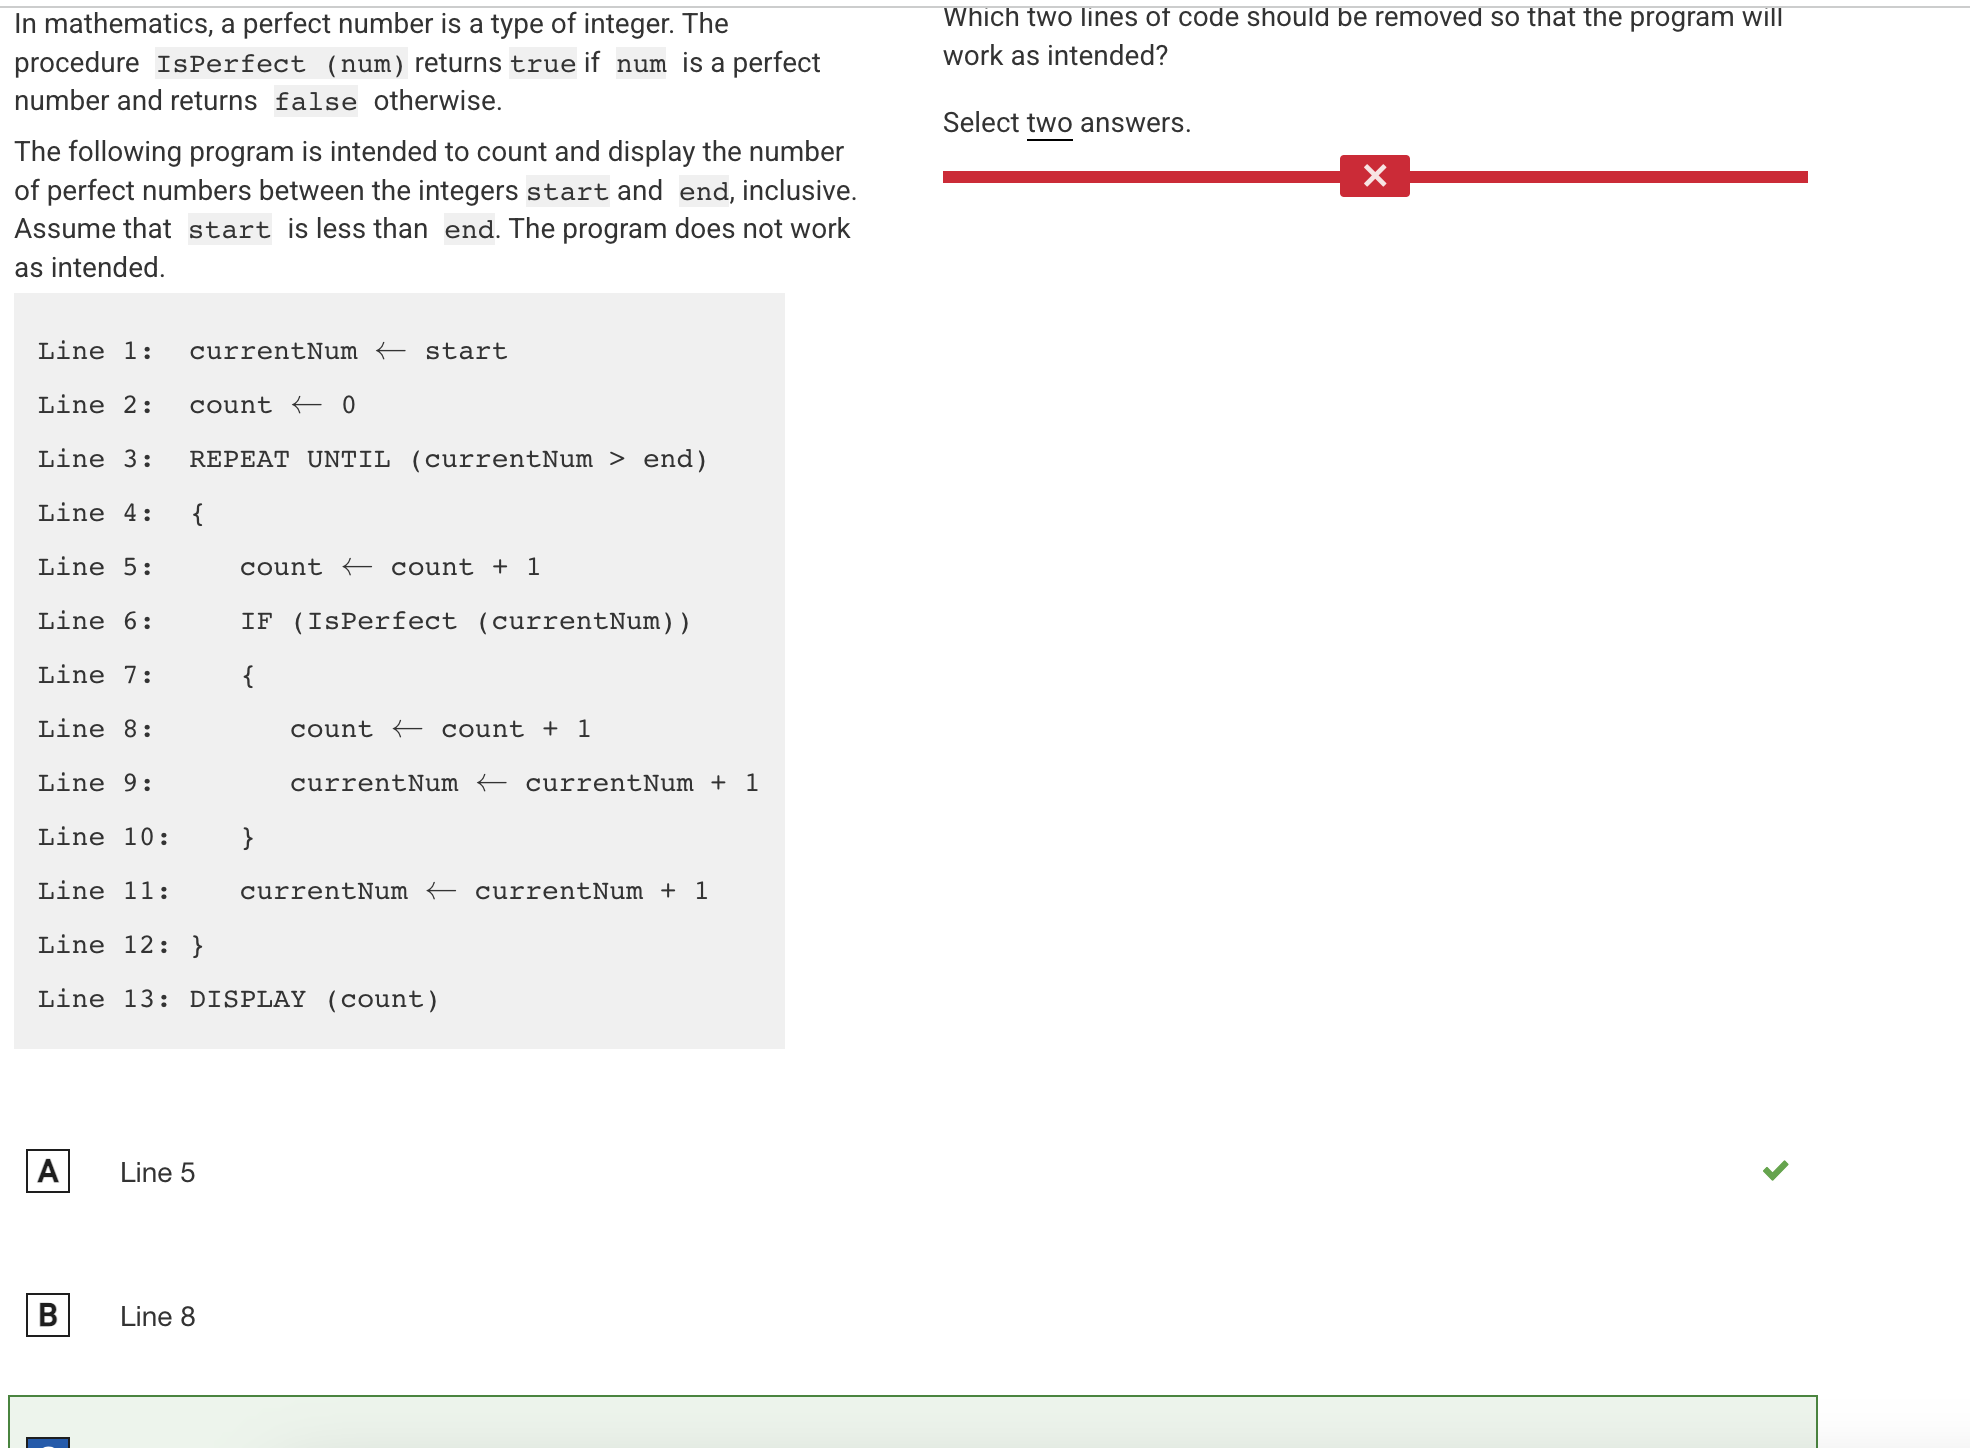 In mathematics, a perfect number is a type of integer. The
procedure IsPerfect (num) returns true if num is a perfect
number and returns false otherwise.
The following program is intended to count and display the number
of perfect numbers between the integers start and end, inclusive.
Assume that start is less than end. The program does not work
as intended.
Line 1: currentNum ← start
Line 2: count ← 0
Line 3: REPEAT UNTIL (currentNum > end)
Line 4: {
Line 5: count ← count + 1
Line 6: IF (IsPerfect (currentNum))
Line 7: {
Line 8: count ← count + 1
Line 9: currentNum ← currentNum + 1
Line 10: }
Line 11: currentNum ← currentNum + 1
Line 12: }
Line 13: DISPLAY (count)
Which two lines of code should be removed so that the program will
work as intended?
Select two answers.
A Line 5
B Line 8